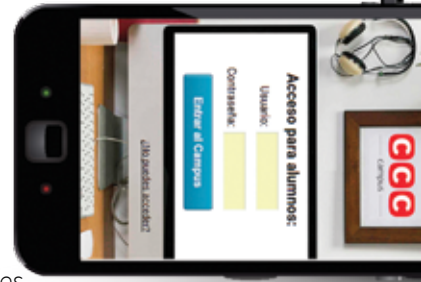 CCC
campus
Acceso para alumnos:
Usuario:
Contraseña:
Entrar al Campus
¿No puedes acceder?
os